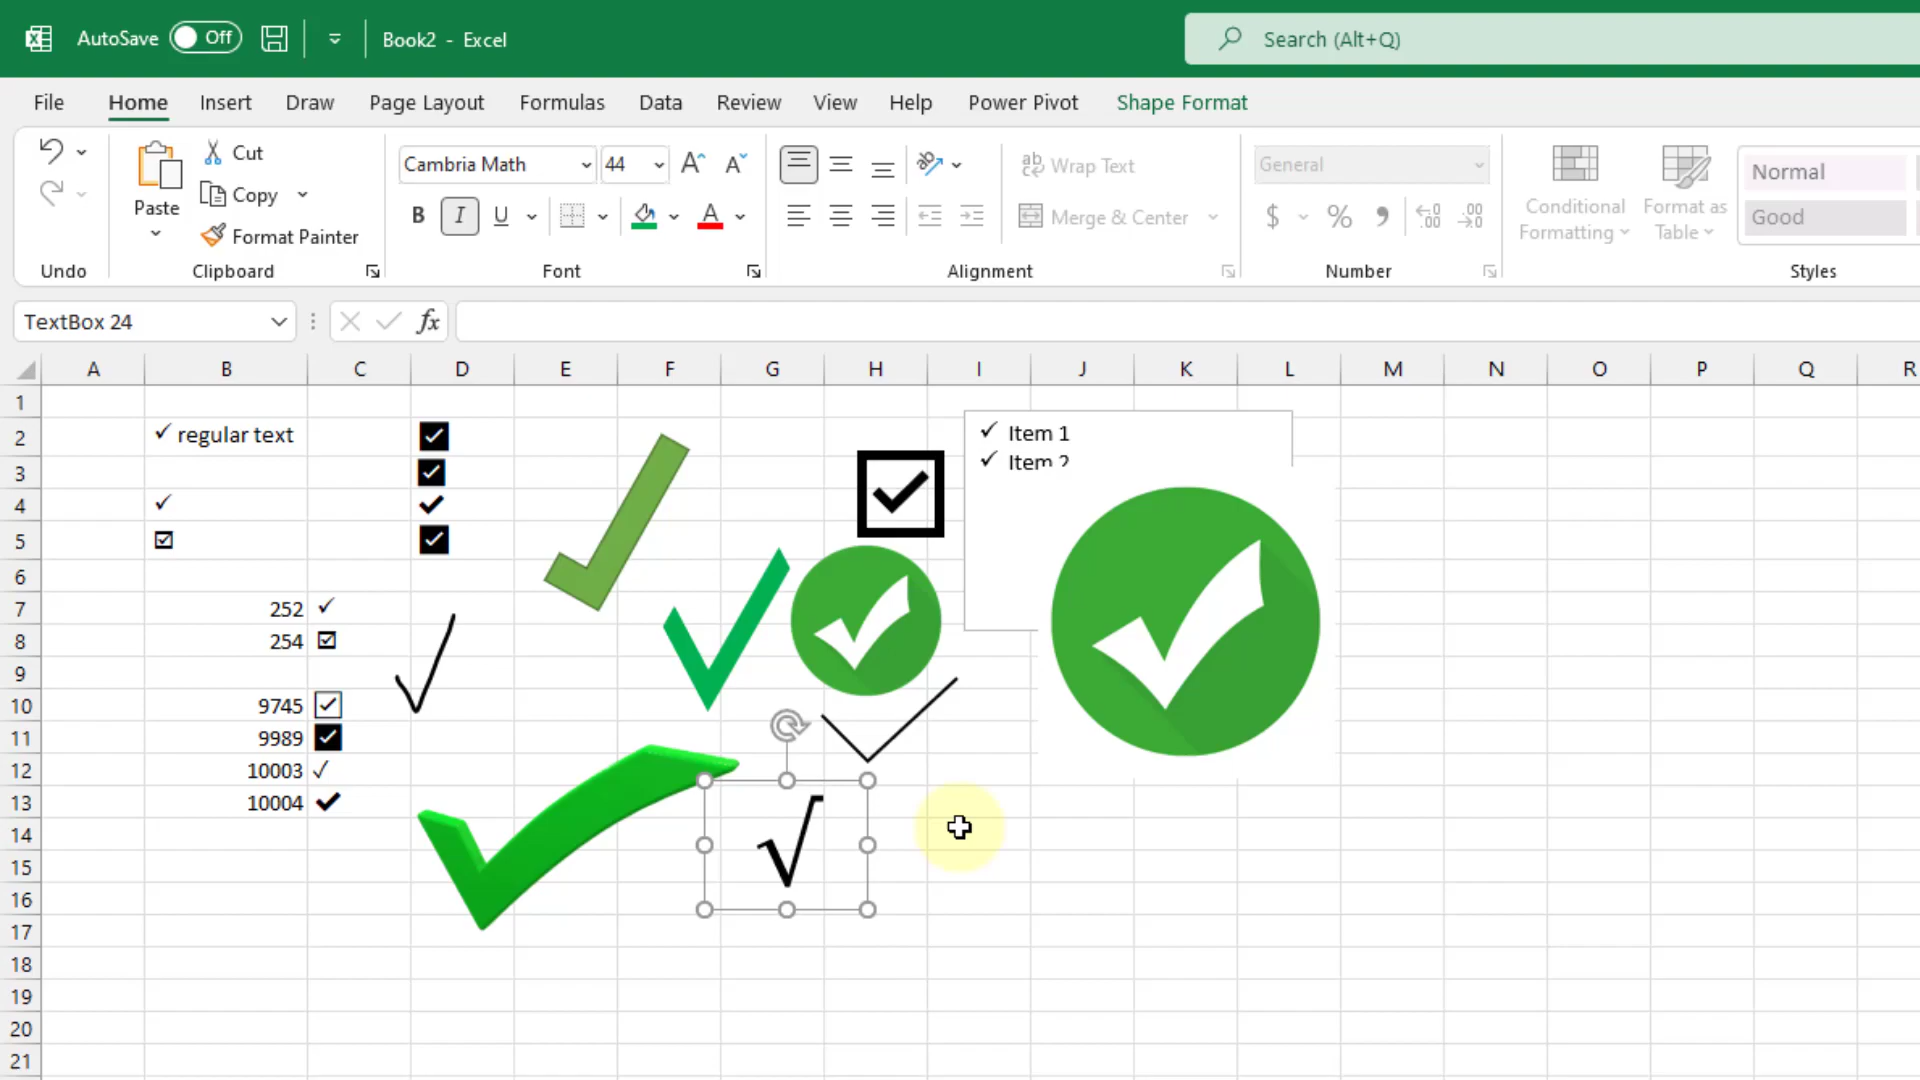 AutoSave Off Book2 - Excel Search (Alt+Q)
File Home Insert Draw Page Layout Formulas Data Review View Help Power Pivot Shape Format
Paste
Cut
Copy
Format Painter
Cambria Math 44
B I U A
ab Wrap Text
Merge & Center
General
$ % 9 .00 .00
Conditional Formatting
Format as Table
Normal
Good
Undo Clipboard Font Alignment Number Styles
TextBox 24 fx
A B C D E F G H I J K L M N O P Q R
1
2 ✓ regular text
3
4 ✓
5 ☑
6
7 252 ✓
8 254 ☑
9
10 9745 ☑
11 9989 ✅
12 10003 ✓
13 10004 ✔
14
15
16
17
18
19
20
21
✓ Item 1
✓ Item 2
√